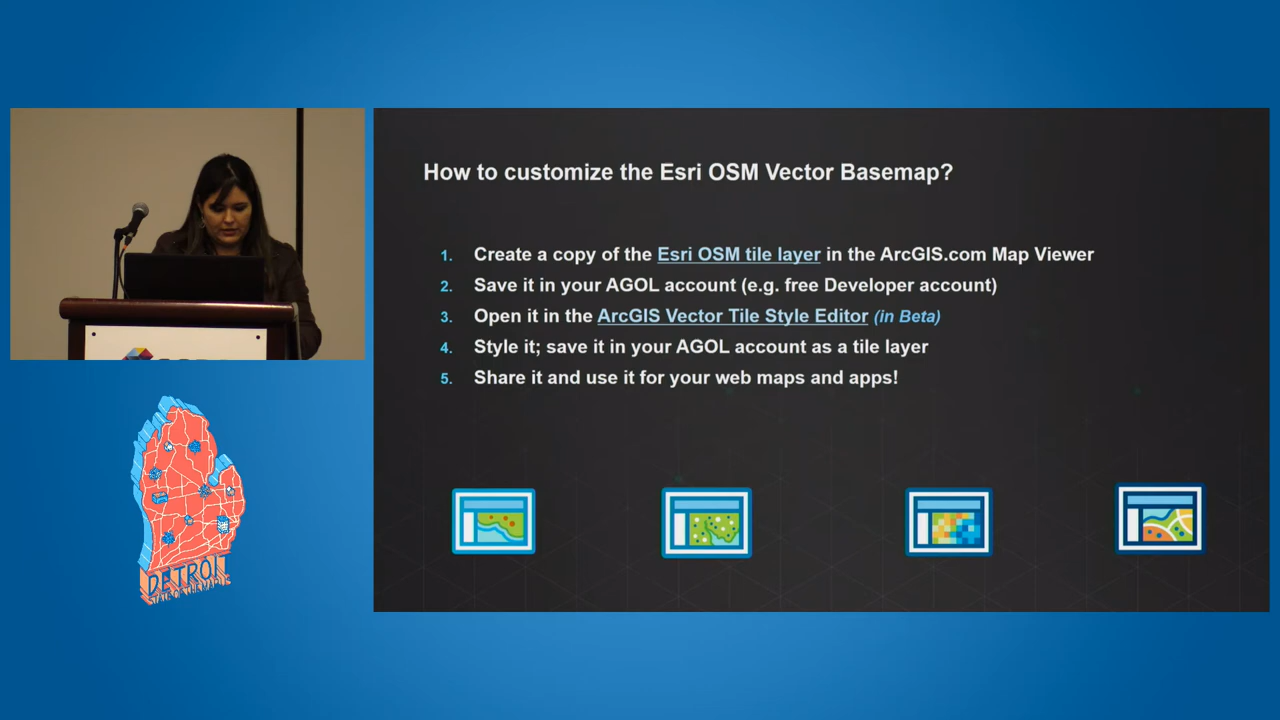 How to customize the Esri OSM Vector Basemap?
1. Create a copy of the Esri OSM tile layer in the ArcGIS.com Map Viewer
2. Save it in your AGOL account (e.g. free Developer account)
3. Open it in the ArcGIS Vector Tile Style Editor (in Beta)
4. Style it; save it in your AGOL account as a tile layer
5. Share it and use it for your web maps and apps!
DETROIT
STATE OF THE MAP US